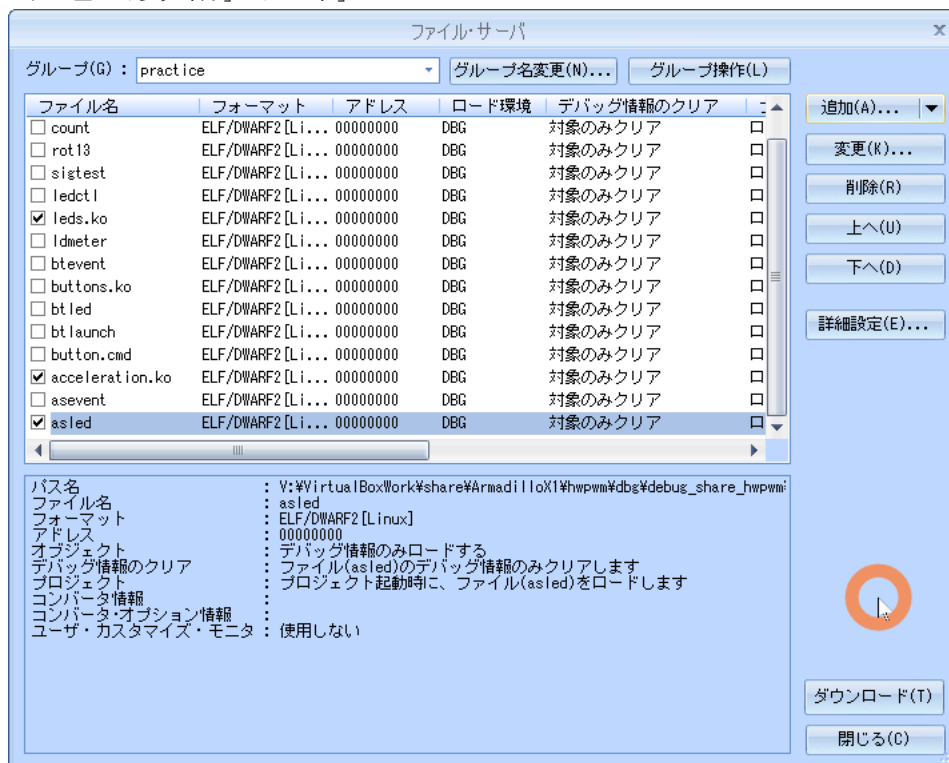 ファイル・サーバ
グループ(G) : practice グループ名変更(N)... グループ操作(L)
ファイル名 フォーマット アドレス ロード環境 デバッグ情報のクリア
count ELF/DWARF2[Li... 00000000 DBG 対象のみクリア ロ
rot13 ELF/DWARF2[Li... 00000000 DBG 対象のみクリア ロ
sigtest ELF/DWARF2[Li... 00000000 DBG 対象のみクリア ロ
ledctl ELF/DWARF2[Li... 00000000 DBG 対象のみクリア ロ
leds.ko ELF/DWARF2[Li... 00000000 DBG 対象のみクリア ロ
ldmeter ELF/DWARF2[Li... 00000000 DBG 対象のみクリア ロ
btevent ELF/DWARF2[Li... 00000000 DBG 対象のみクリア ロ
buttons.ko ELF/DWARF2[Li... 00000000 DBG 対象のみクリア ロ
btled ELF/DWARF2[Li... 00000000 DBG 対象のみクリア ロ
btlaunch ELF/DWARF2[Li... 00000000 DBG 対象のみクリア ロ
button.cmd ELF/DWARF2[Li... 00000000 DBG 対象のみクリア ロ
acceleration.ko ELF/DWARF2[Li... 00000000 DBG 対象のみクリア ロ
asevent ELF/DWARF2[Li... 00000000 DBG 対象のみクリア ロ
asled ELF/DWARF2[Li... 00000000 DBG 対象のみクリア ロ
追加(A)...
変更(K)...
削除(R)
上へ(U)
下へ(D)
詳細設定(E)...
パス名 : V:¥VirtualBoxWork¥share¥ArmadilloX1¥hwpwm¥dbg¥debug_share_hwpwm
ファイル名 : asled
フォーマット : ELF/DWARF2[Linux]
アドレス : 00000000
オブジェクト : デバッグ情報のみロードする
デバッグ情報のクリア : ファイル(asled)のデバッグ情報のみクリアします
プロジェクト : プロジェクト起動時に、ファイル(asled)をロードします
コンバータ情報 :
コンバータ・オプション情報 :
ユーザ・カスタマイズ・モニタ : 使用しない
ダウンロード(T)
閉じる(C)